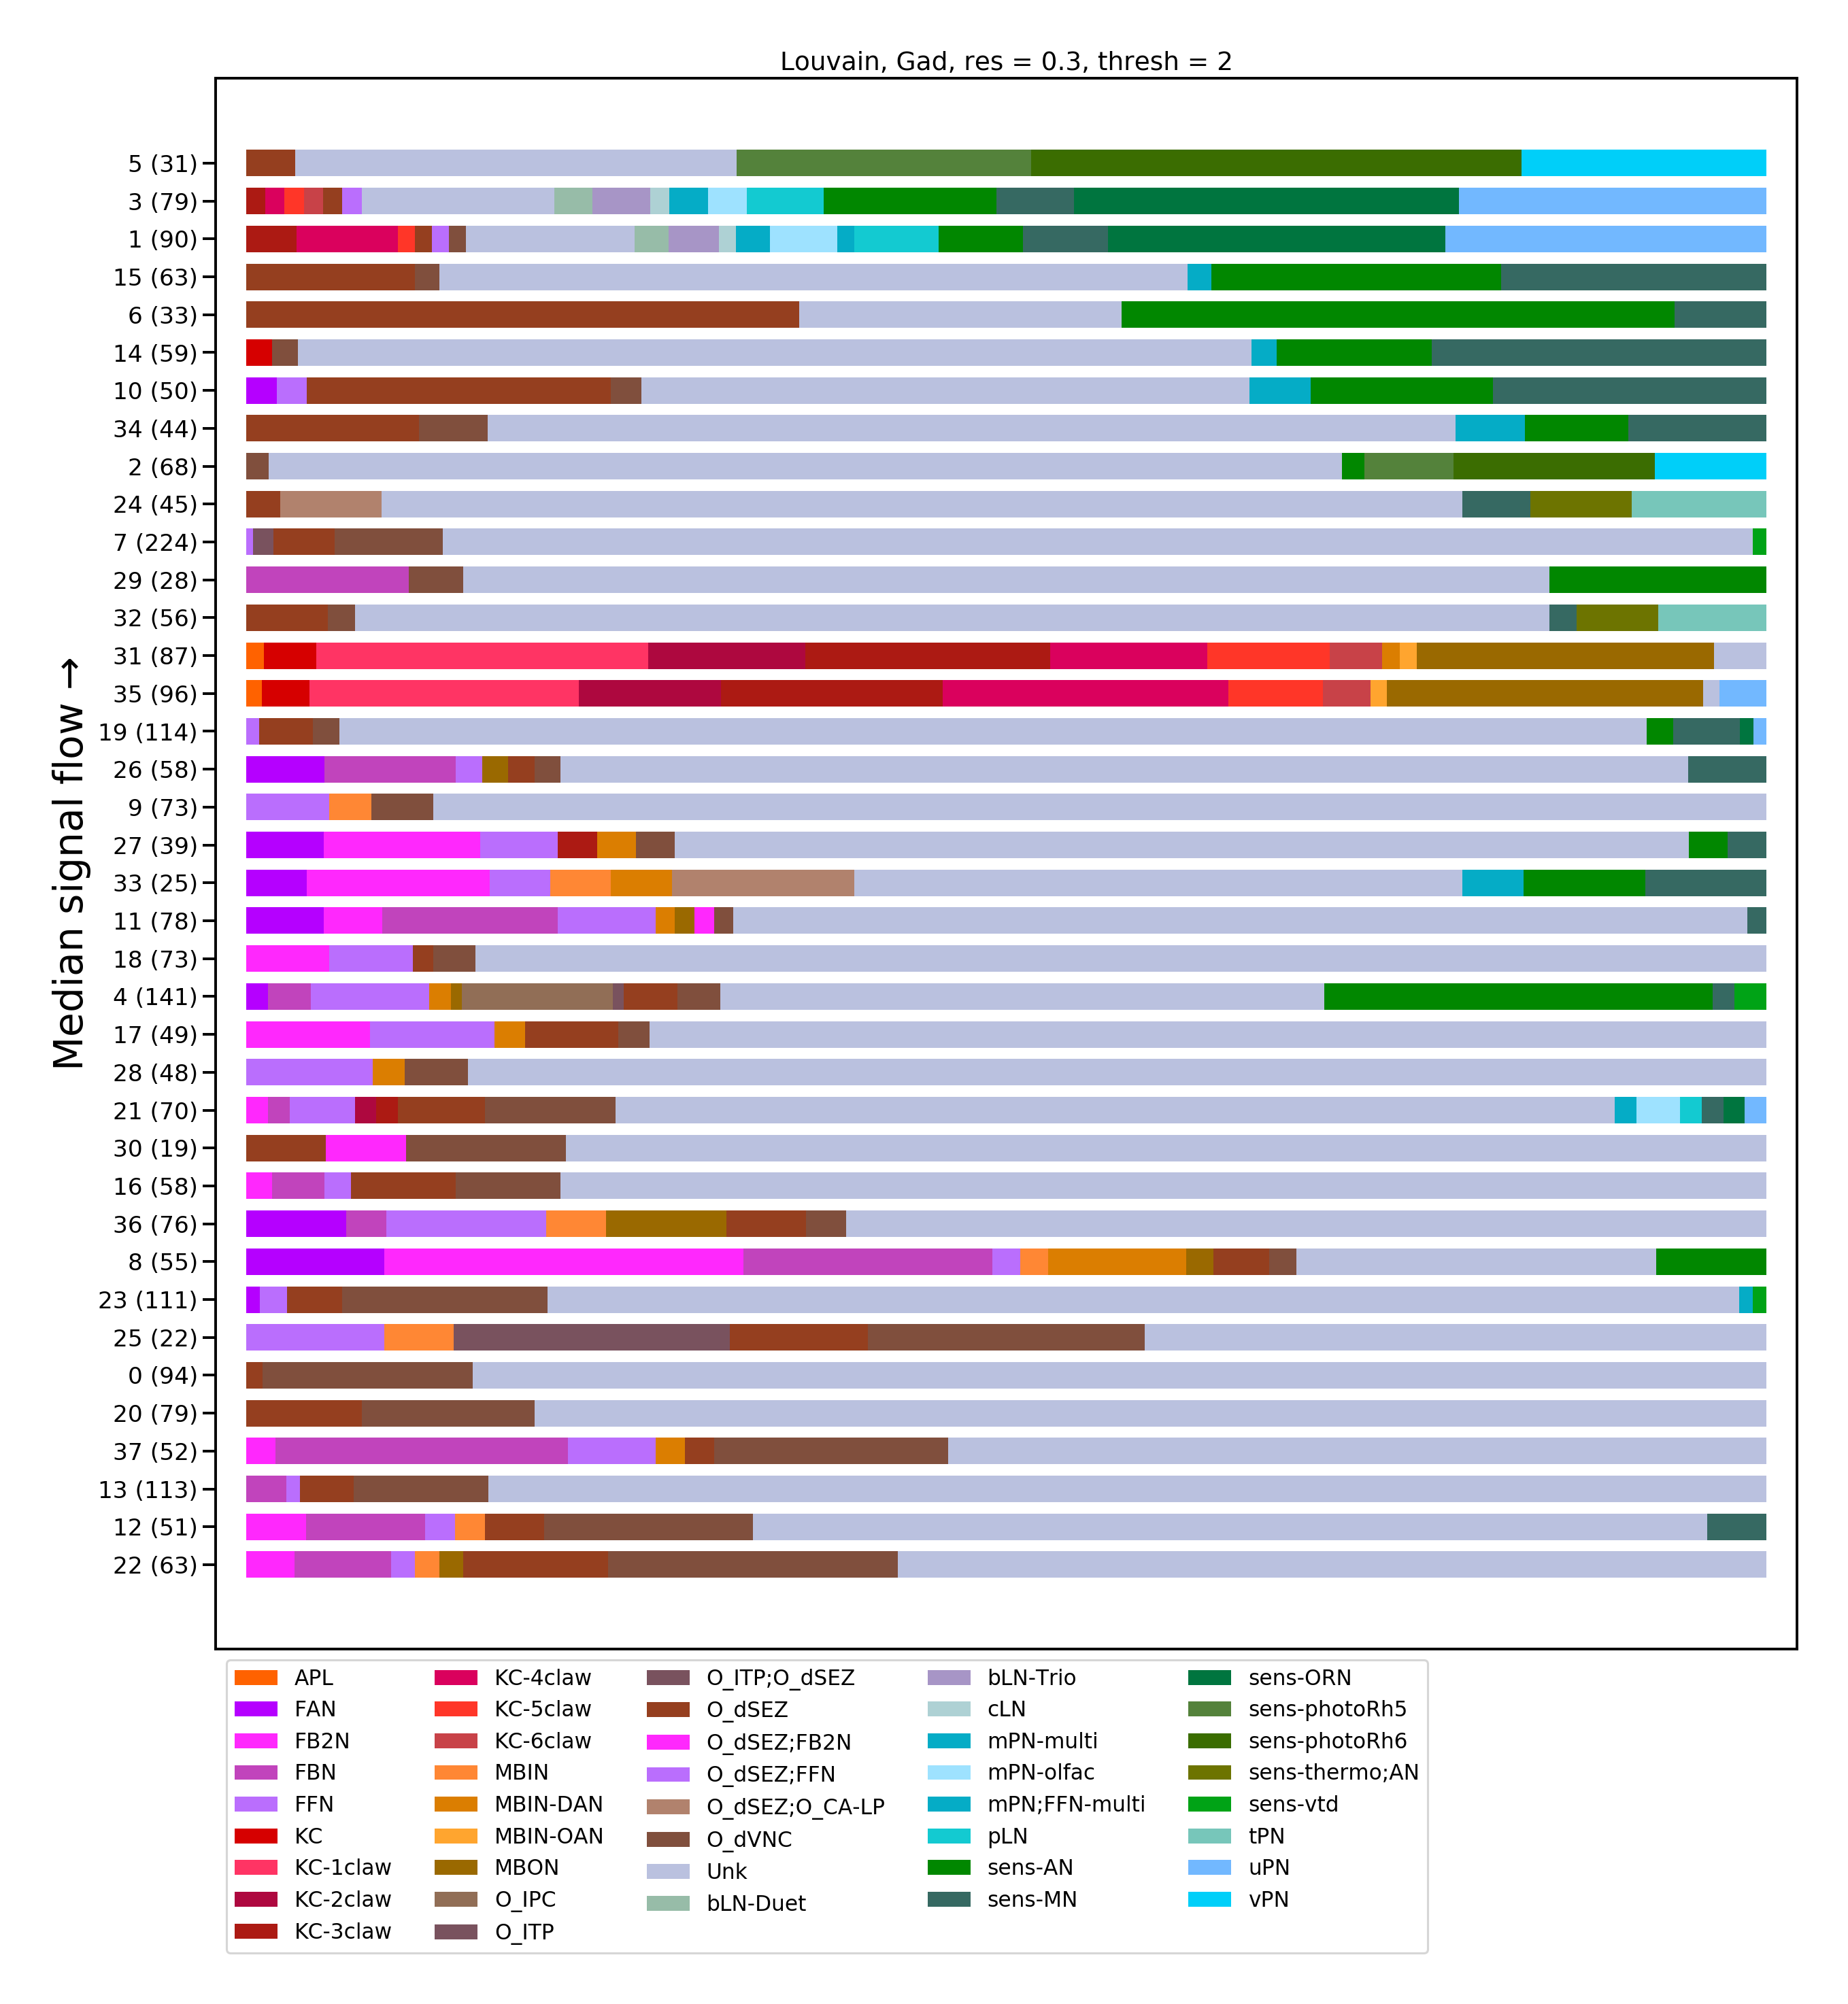 Louvain, Gad, res = 0.3, thresh = 2
5 (31)
3 (79)
1 (90)
15 (63)
6 (33)
14 (59)
10 (50)
34 (44)
2 (68)
24 (45)
7 (224)
29 (28)
32 (56)
31 (87)
35 (96)
19 (114)
26 (58)
9 (73)
27 (39)
33 (25)
11 (78)
18 (73)
4 (141)
17 (49)
28 (48)
21 (70)
30 (19)
16 (58)
36 (76)
8 (55)
23 (111)
25 (22)
0 (94)
20 (79)
37 (52)
13 (113)
12 (51)
22 (63)
Median signal flow →
APL
FAN
FB2N
FBN
FFN
KC
KC-1claw
KC-2claw
KC-3claw
KC-4claw
KC-5claw
KC-6claw
MBIN
MBIN-DAN
MBIN-OAN
MBON
O_IPC
O_ITP
O_ITP;O_dSEZ
O_dSEZ
O_dSEZ;FB2N
O_dSEZ;FFN
O_dSEZ;O_CA-LP
O_dVNC
Unk
bLN-Duet
bLN-Trio
cLN
mPN-multi
mPN-olfac
mPN;FFN-multi
pLN
sens-AN
sens-MN
sens-ORN
sens-photoRh5
sens-photoRh6
sens-thermo;AN
sens-vtd
tPN
uPN
vPN